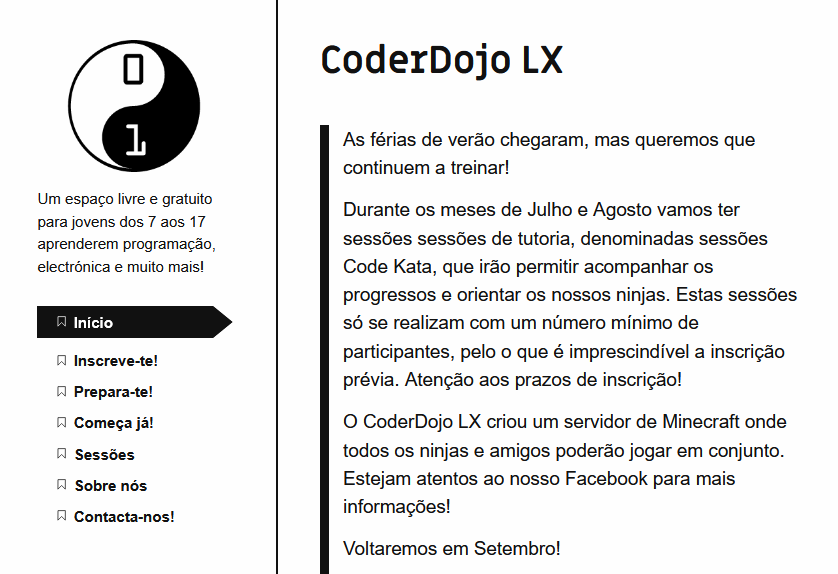 0
1
Um espaço livre e gratuito
para jovens dos 7 aos 17
aprenderem programação,
electrónica e muito mais!
Início
Inscreve-te!
Prepara-te!
Começa já!
Sessões
Sobre nós
Contacta-nos!
CoderDojo LX
As férias de verão chegaram, mas queremos que
continuem a treinar!
Durante os meses de Julho e Agosto vamos ter
sessões sessões de tutoria, denominadas sessões
Code Kata, que irão permitir acompanhar os
progressos e orientar os nossos ninjas. Estas sessões
só se realizam com um número mínimo de
participantes, pelo o que é imprescindível a inscrição
prévia. Atenção aos prazos de inscrição!
O CoderDojo LX criou um servidor de Minecraft onde
todos os ninjas e amigos poderão jogar em conjunto.
Estejam atentos ao nosso Facebook para mais
informações!
Voltaremos em Setembro!